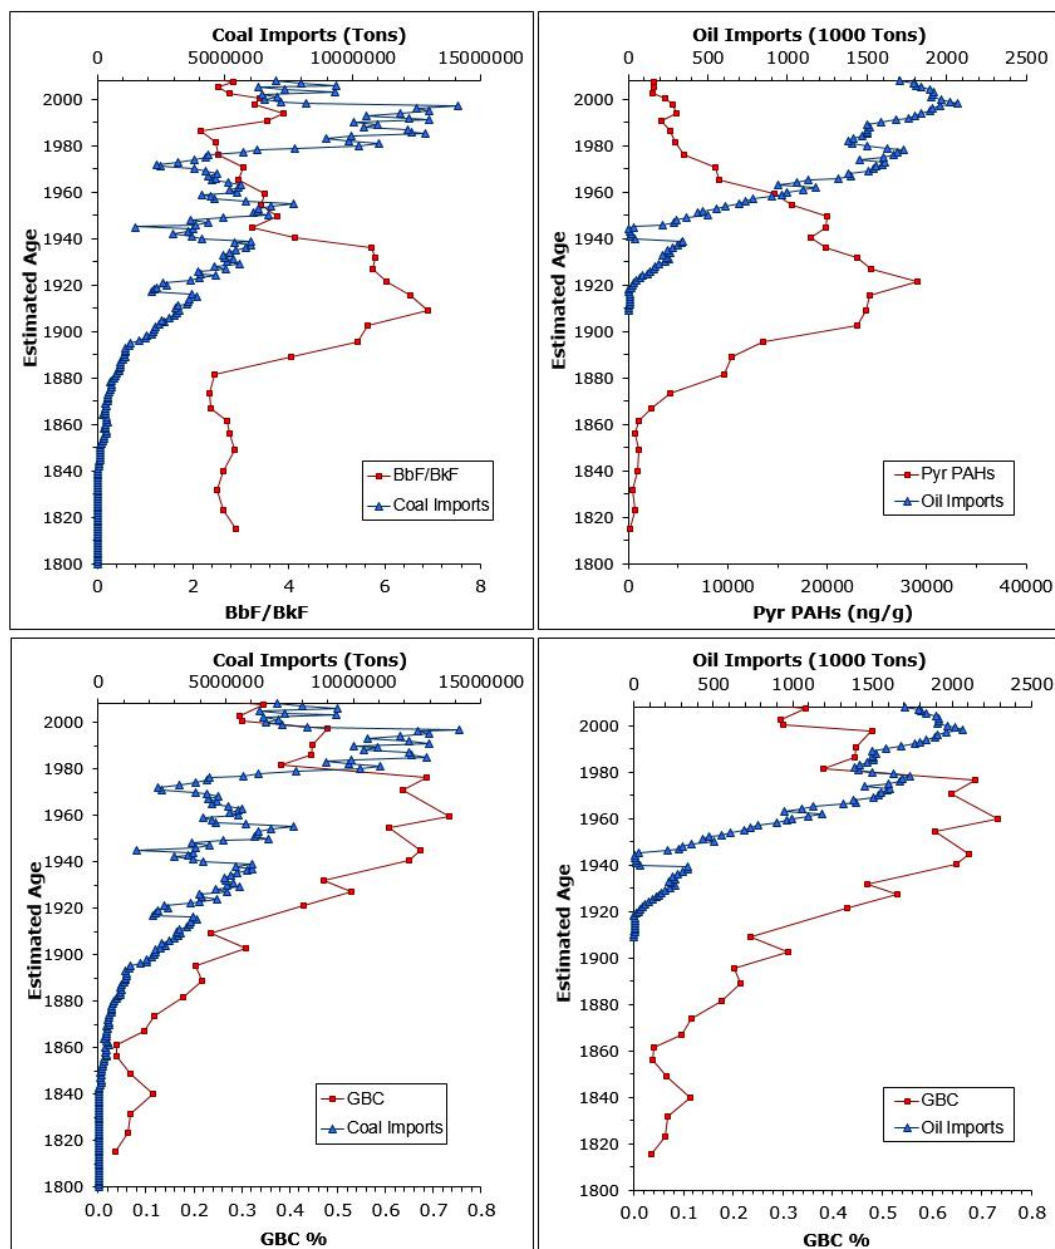 Coal Imports (Tons)
0 5000000 10000000 15000000
2000
1980
1960
1940
1920
1900
1880
1860
1840
1820
1800
Estimated Age
BbF/BkF
Coal Imports
0 2 4 6 8
BbF/BkF
Oil Imports (1000 Tons)
0 500 1000 1500 2000 2500
2000
1980
1960
1940
1920
1900
1880
1860
1840
1820
1800
Estimated Age
Pyr PAHs
Oil Imports
0 10000 20000 30000 40000
Pyr PAHs (ng/g)
Coal Imports (Tons)
0 5000000 10000000 15000000
2000
1980
1960
1940
1920
1900
1880
1860
1840
1820
1800
Estimated Age
GBC
Coal Imports
0.0 0.1 0.2 0.3 0.4 0.5 0.6 0.7 0.8
GBC %
Oil Imports (1000 Tons)
0 500 1000 1500 2000 2500
2000
1980
1960
1940
1920
1900
1880
1860
1840
1820
1800
Estimated Age
GBC
Oil Imports
0.0 0.1 0.2 0.3 0.4 0.5 0.6 0.7 0.8
GBC %